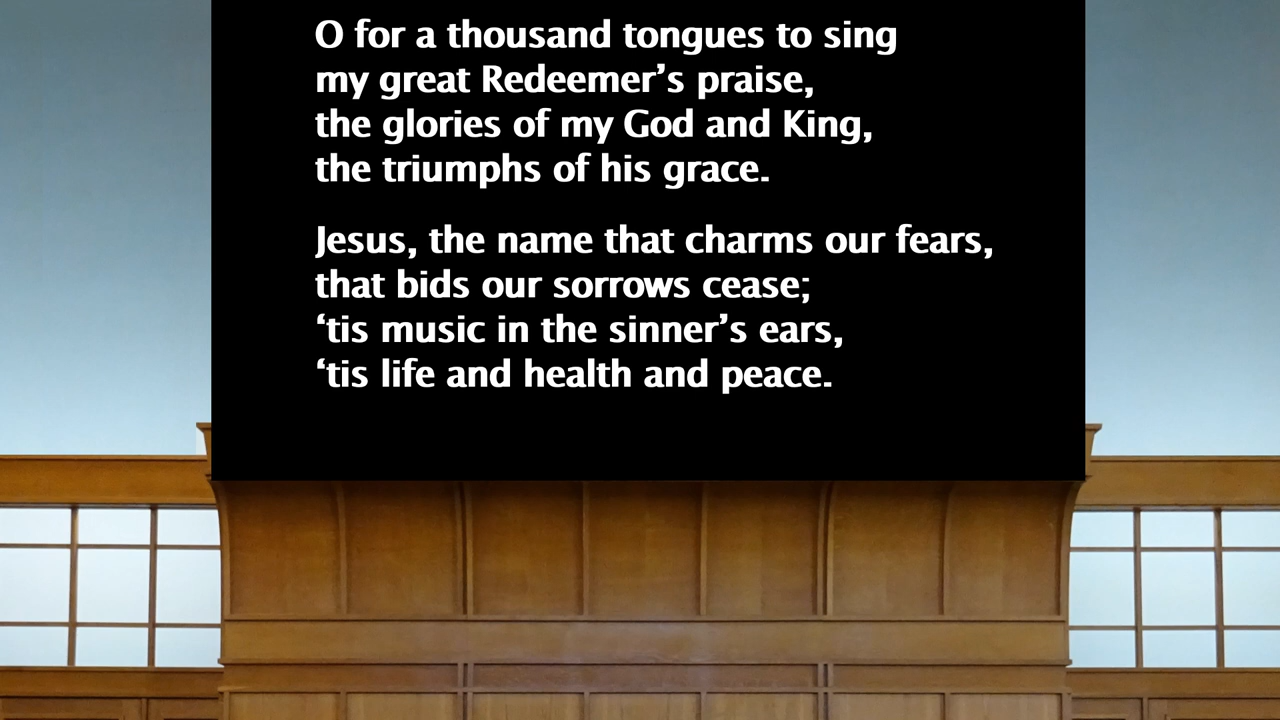 O for a thousand tongues to sing
my great Redeemer’s praise,
the glories of my God and King,
the triumphs of his grace.
Jesus, the name that charms our fears,
that bids our sorrows cease;
‘tis music in the sinner’s ears,
‘tis life and health and peace.